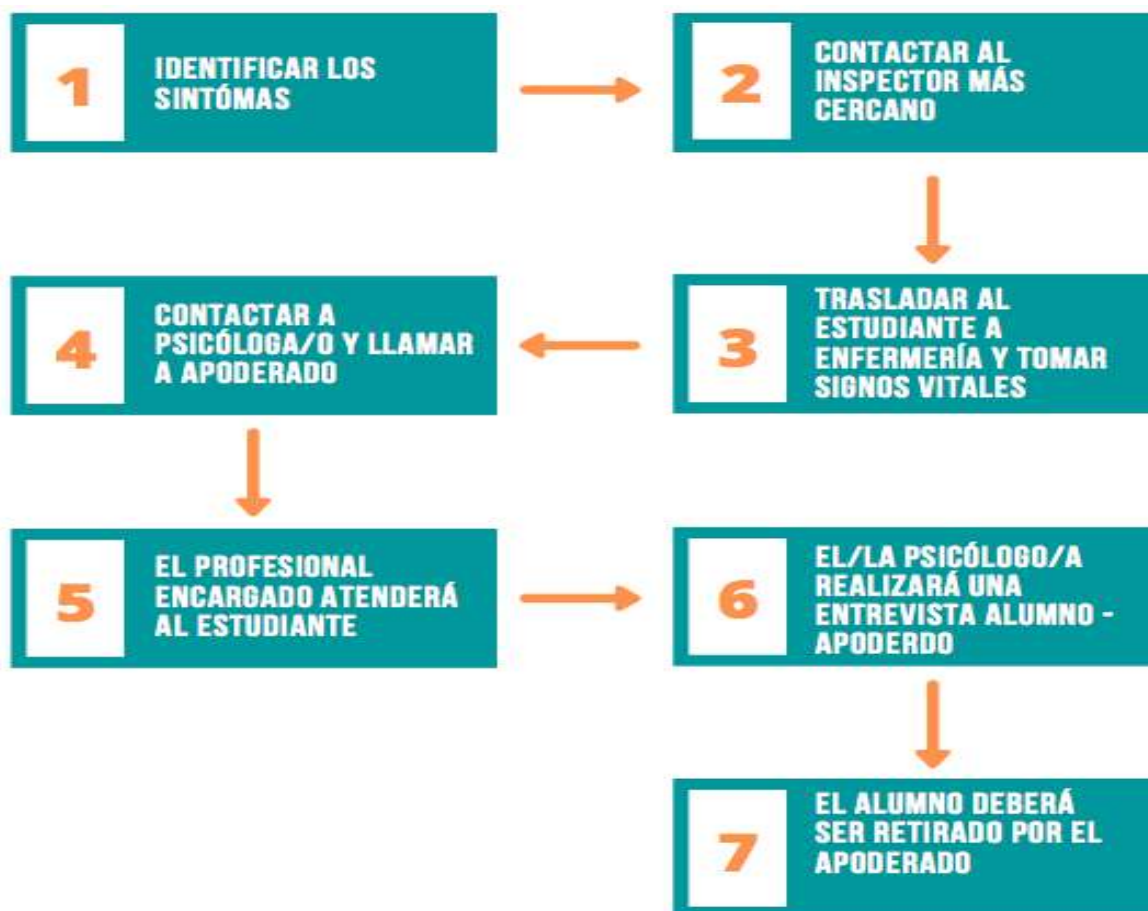 1
IDENTIFICAR LOS
SINTÓMAS
2
CONTACTAR AL
INSPECTOR MÁS
CERCANO
3
TRASLADAR AL
ESTUDIANTE A
ENFERMERÍA Y TOMAR
SIGNOS VITALES
4
CONTACTAR A
PSICÓLOGA/O Y LLAMAR
A APODERADO
5
EL PROFESIONAL
ENCARGADO ATENDERÁ
AL ESTUDIANTE
6
EL/LA PSICÓLOGO/A
REALIZARÁ UNA
ENTREVISTA ALUMNO -
APODERDO
7
EL ALUMNO DEBERÁ
SER RETIRADO POR EL
APODERADO